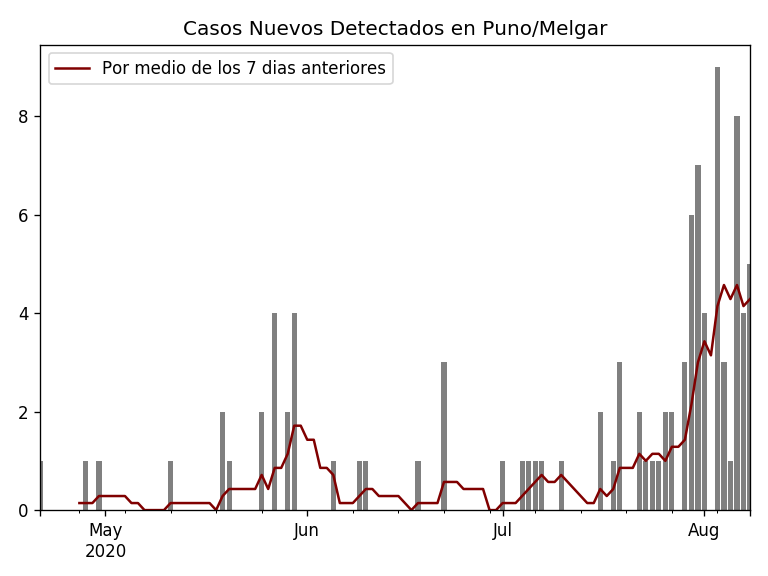 Casos Nuevos Detectados en Puno/Melgar
Por medio de los 7 dias anteriores
8
6
4
2
0
May
2020
Jun
Jul
Aug